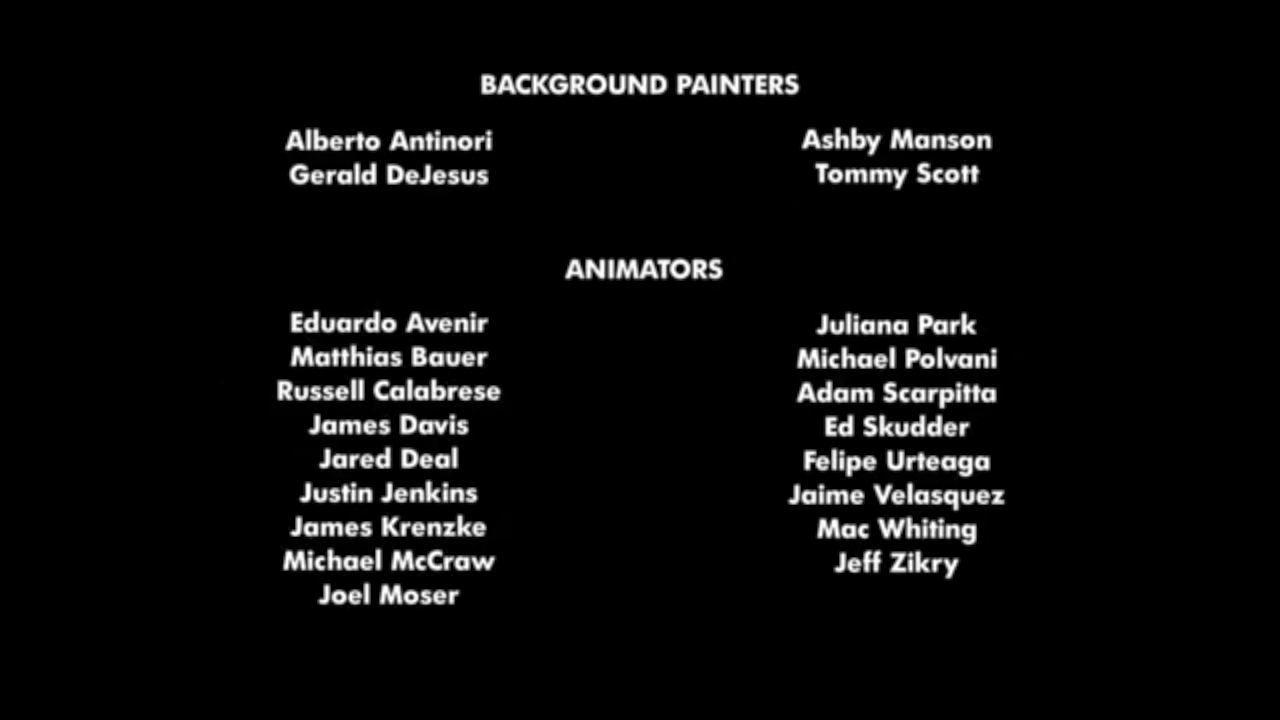 BACKGROUND PAINTERS
Alberto Antinori
Gerald DeJesus
Ashby Manson
Tommy Scott
ANIMATORS
Eduardo Avenir
Matthias Bauer
Russell Calabrese
James Davis
Jared Deal
Justin Jenkins
James Krenzke
Michael McCraw
Joel Moser
Juliana Park
Michael Polvani
Adam Scarpitta
Ed Skudder
Felipe Urteaga
Jaime Velasquez
Mac Whiting
Jeff Zikry